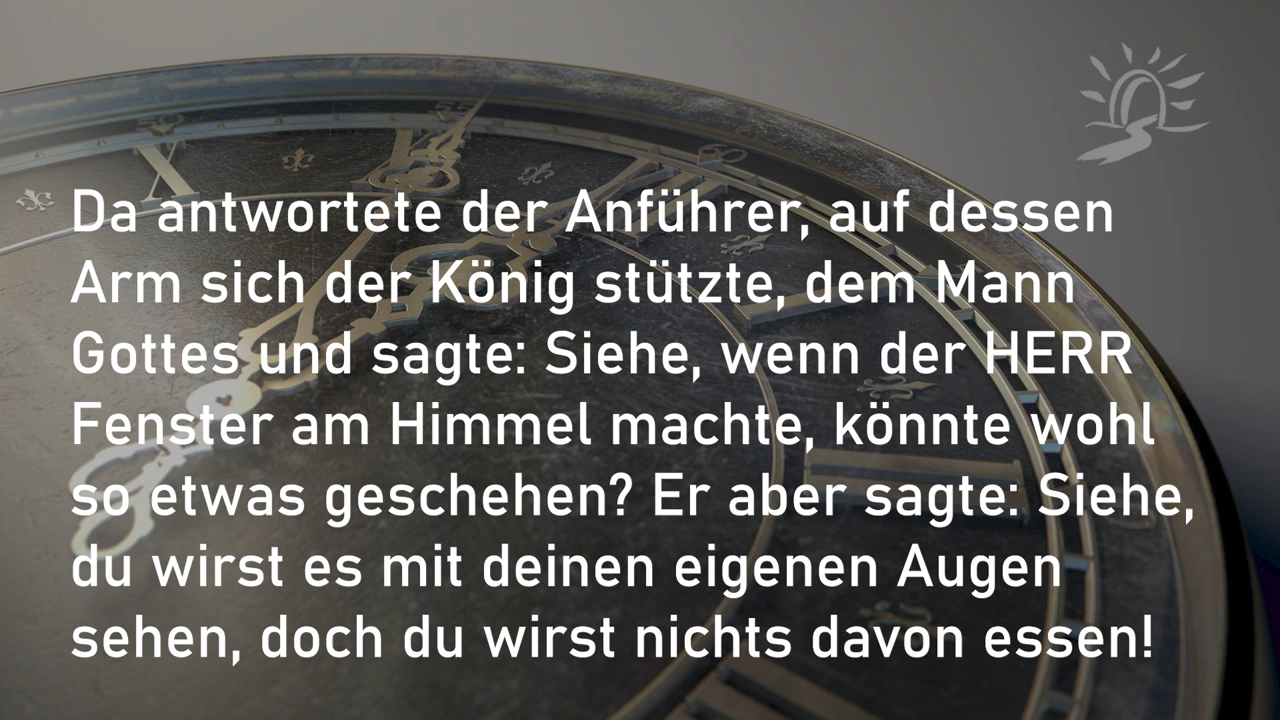 Da antwortete der Anführer, auf dessen
Arm sich der König stützte, dem Mann
Gottes und sagte: Siehe, wenn der HERR
Fenster am Himmel machte, könnte wohl
so etwas geschehen? Er aber sagte: Siehe,
du wirst es mit deinen eigenen Augen
sehen, doch du wirst nichts davon essen!